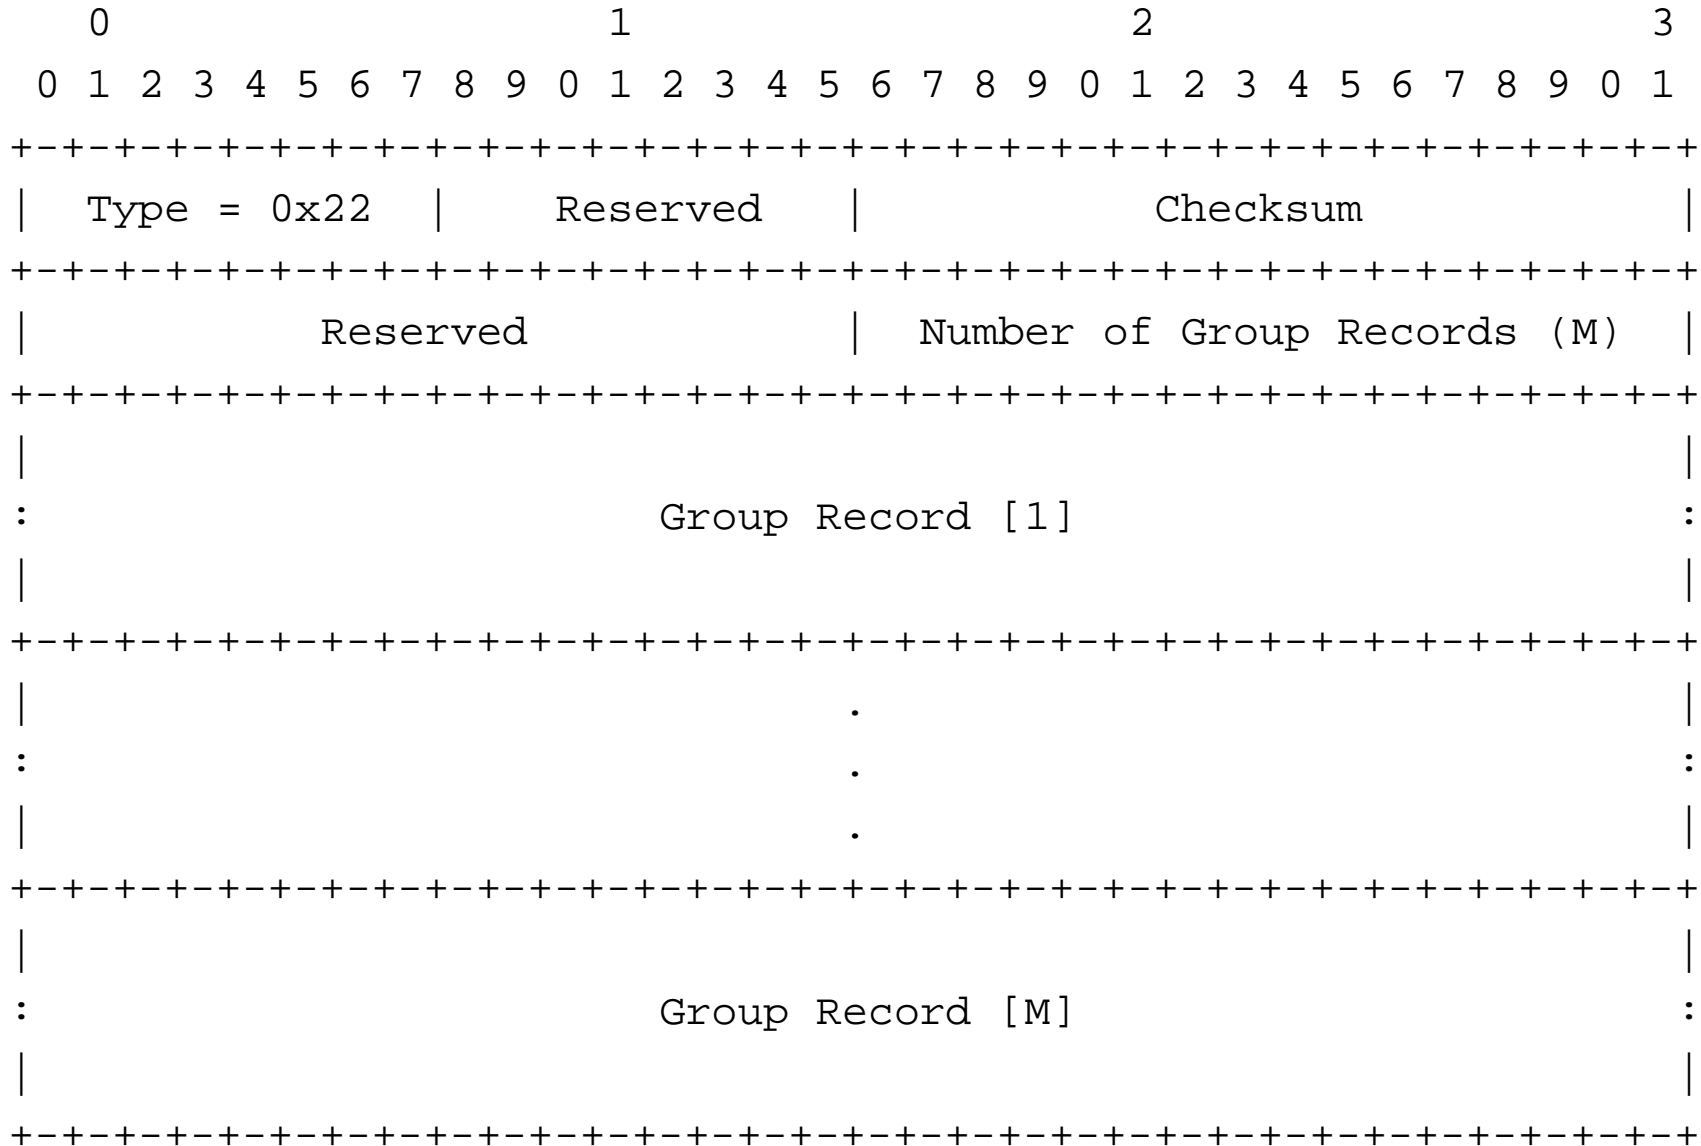 0                   1                   2                   3
 0 1 2 3 4 5 6 7 8 9 0 1 2 3 4 5 6 7 8 9 0 1 2 3 4 5 6 7 8 9 0 1
+-+-+-+-+-+-+-+-+-+-+-+-+-+-+-+-+-+-+-+-+-+-+-+-+-+-+-+-+-+-+-+-+
|  Type = 0x22  |    Reserved   |           Checksum            |
+-+-+-+-+-+-+-+-+-+-+-+-+-+-+-+-+-+-+-+-+-+-+-+-+-+-+-+-+-+-+-+-+
|           Reserved            |  Number of Group Records (M)  |
+-+-+-+-+-+-+-+-+-+-+-+-+-+-+-+-+-+-+-+-+-+-+-+-+-+-+-+-+-+-+-+-+
|                                                               |
:                        Group Record [1]                       :
|                                                               |
+-+-+-+-+-+-+-+-+-+-+-+-+-+-+-+-+-+-+-+-+-+-+-+-+-+-+-+-+-+-+-+-+
|                               .                               |
:                               .                               :
|                               .                               |
+-+-+-+-+-+-+-+-+-+-+-+-+-+-+-+-+-+-+-+-+-+-+-+-+-+-+-+-+-+-+-+-+
|                                                               |
:                        Group Record [M]                       :
|                                                               |
+-+-+-+-+-+-+-+-+-+-+-+-+-+-+-+-+-+-+-+-+-+-+-+-+-+-+-+-+-+-+-+-+